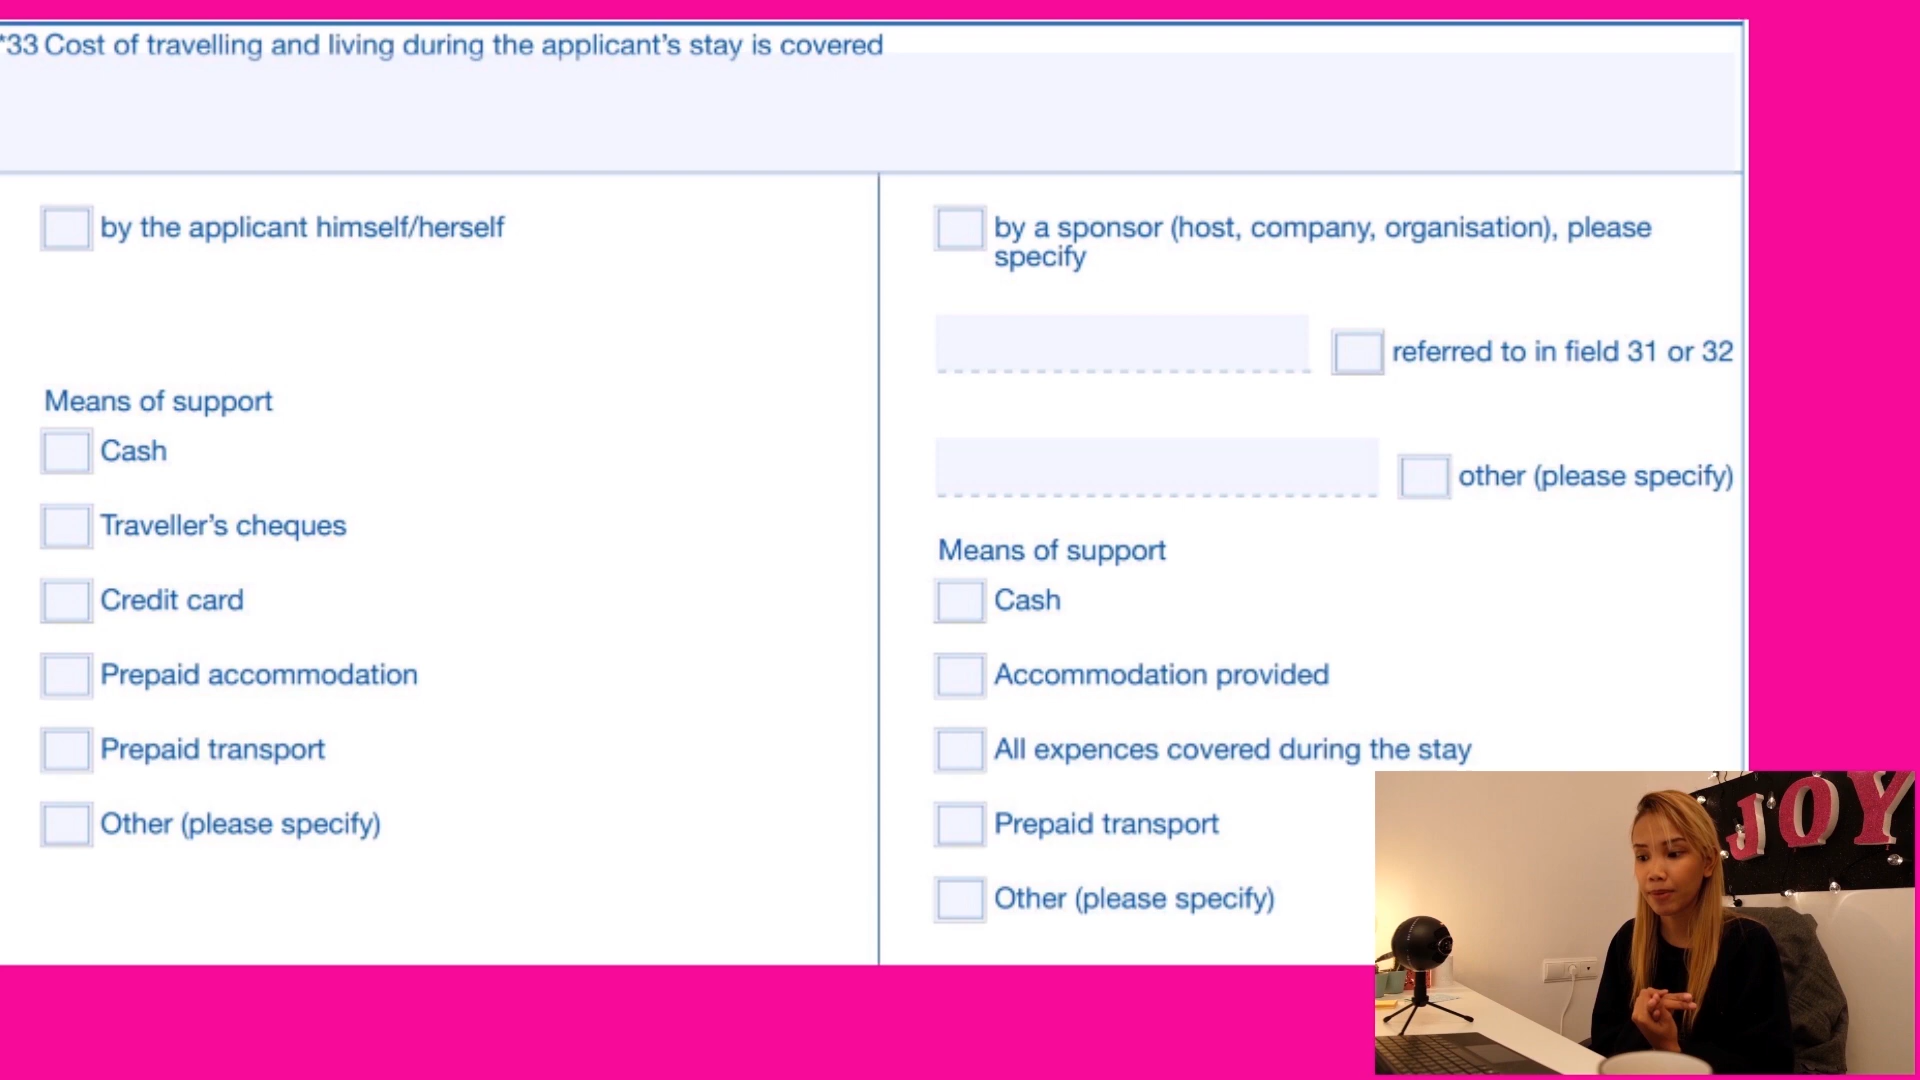 *33 Cost of travelling and living during the applicant's stay is covered
by the applicant himself/herself
Means of support
Cash
Traveller's cheques
Credit card
Prepaid accommodation
Prepaid transport
Other (please specify)
by a sponsor (host, company, organisation), please
specify
referred to in field 31 or 32
other (please specify)
Means of support
Cash
Accommodation provided
All expences covered during the stay
Prepaid transport
Other (please specify)
JOY